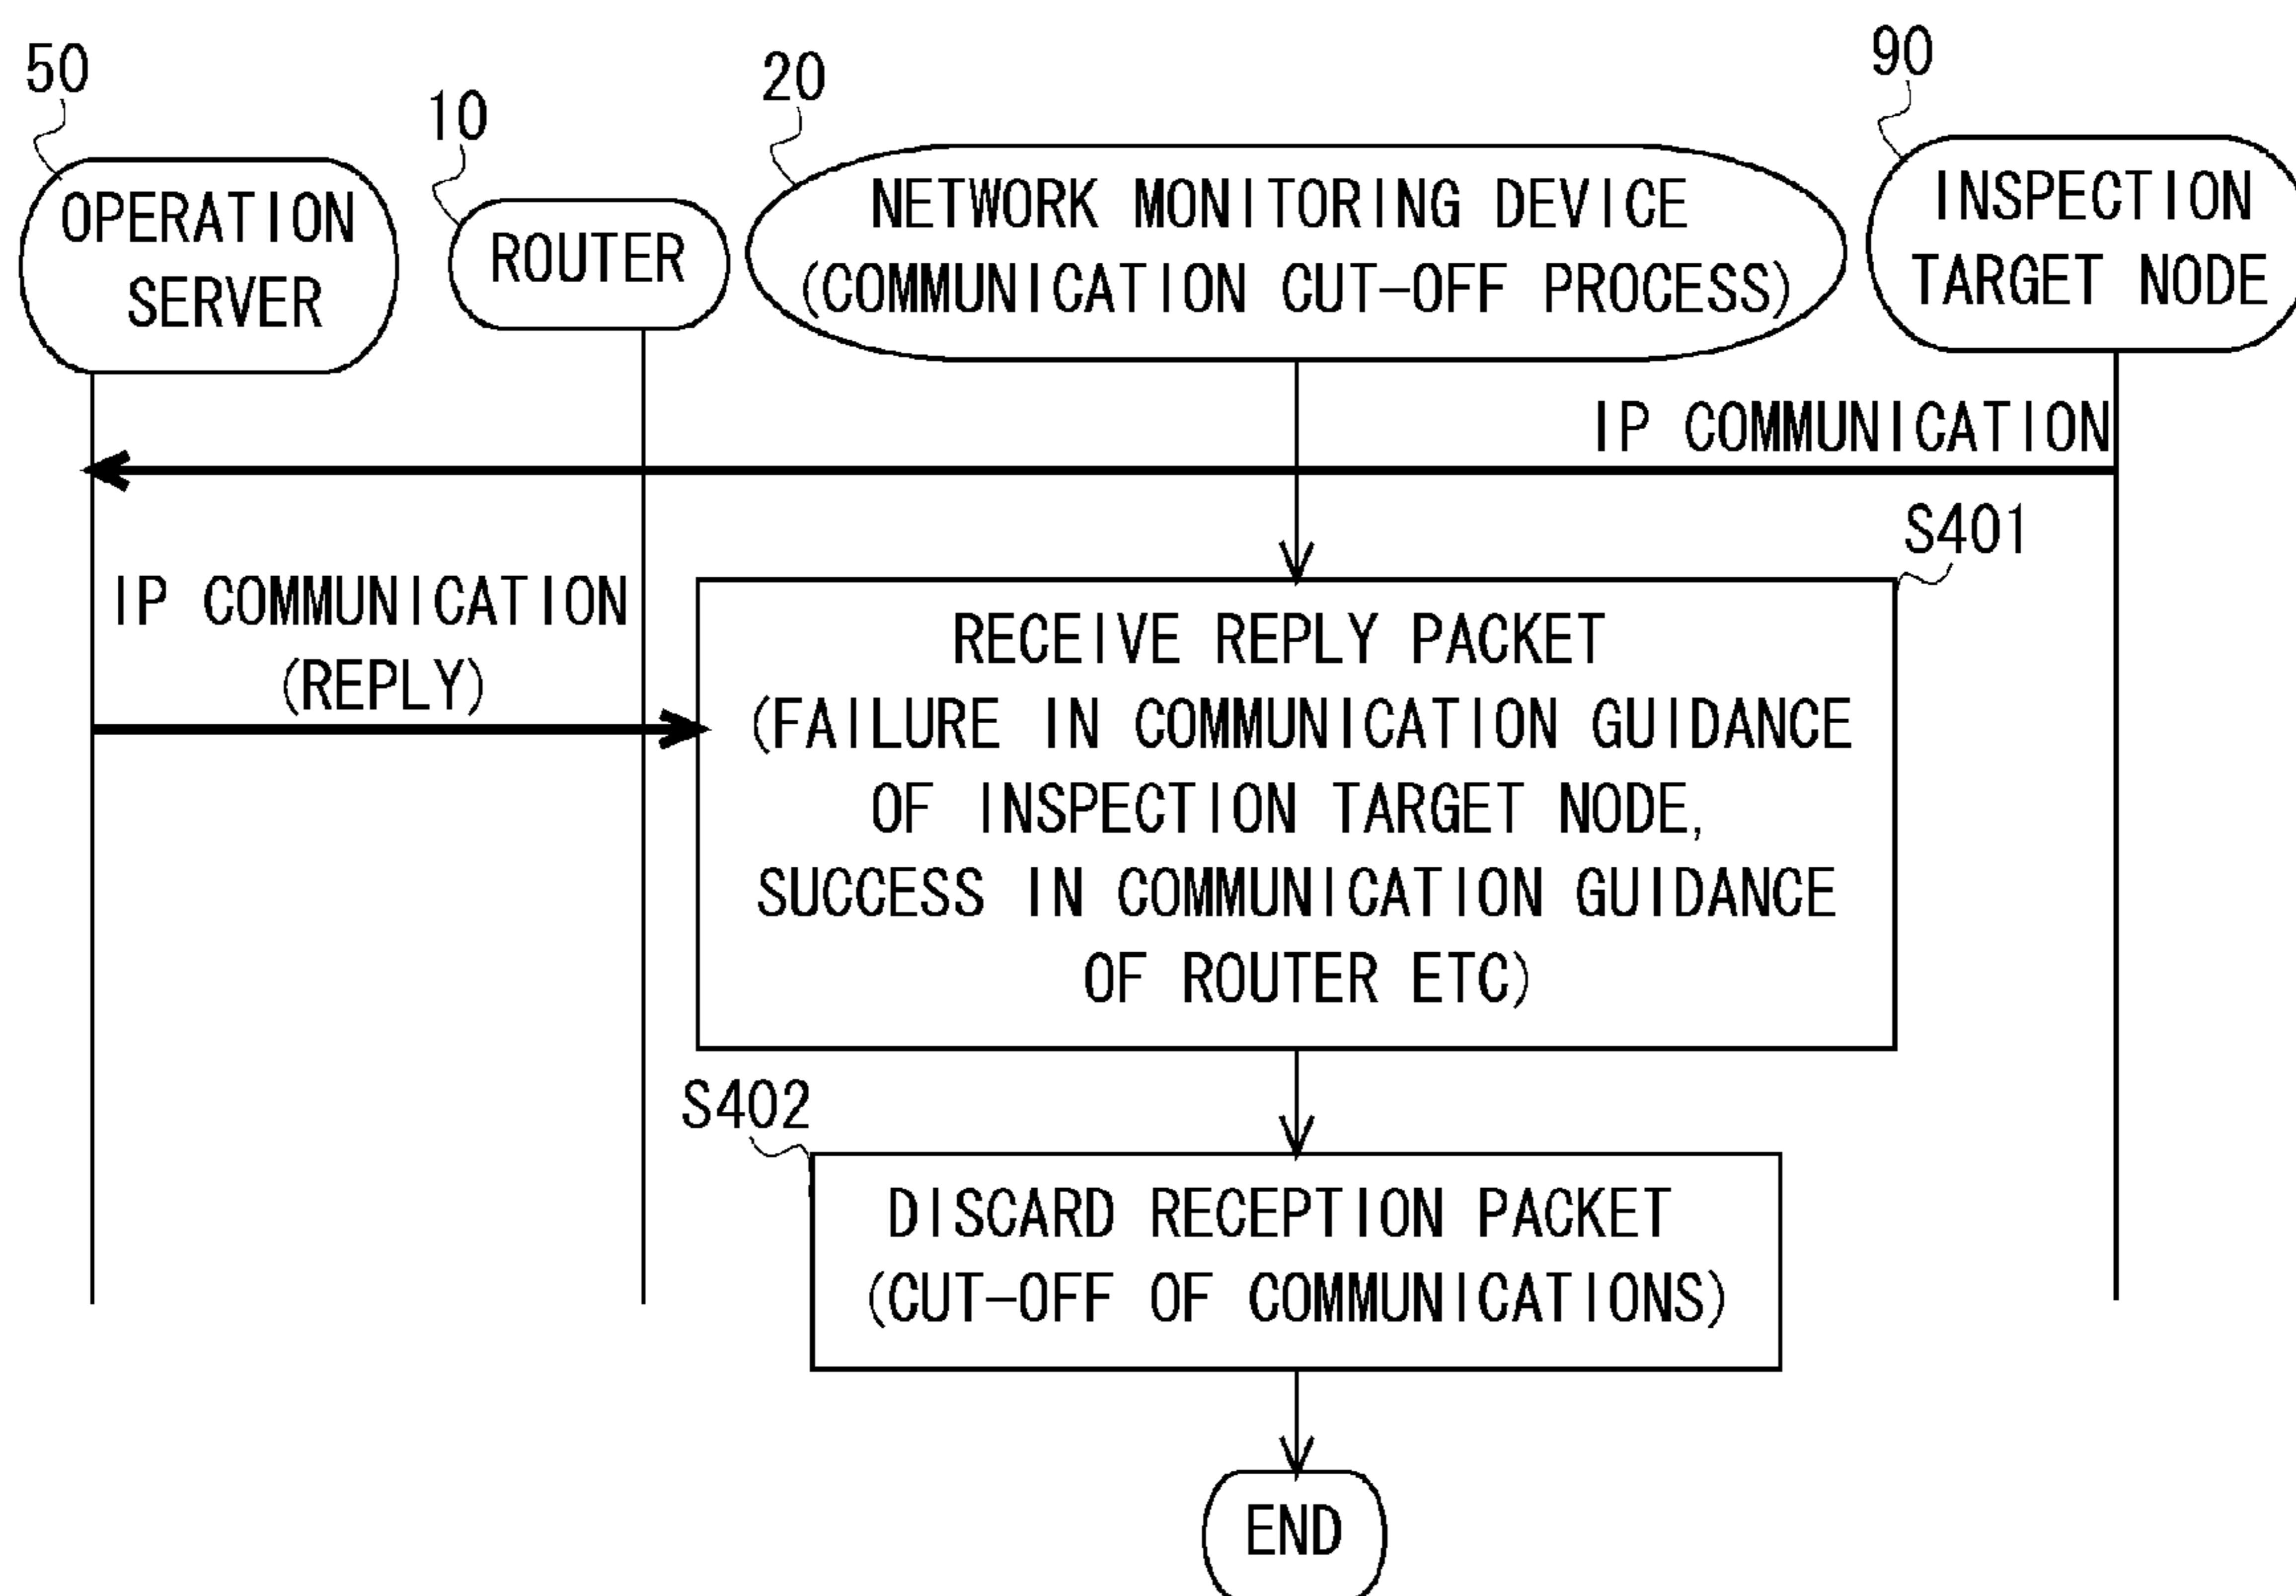 50
10
20
90
OPERATION
SERVER
ROUTER
NETWORK MONITORING DEVICE
(COMMUNICATION CUT-OFF PROCESS)
INSPECTION
TARGET NODE
IP COMMUNICATION
S401
IP COMMUNICATION
(REPLY)
RECEIVE REPLY PACKET
(FAILURE IN COMMUNICATION GUIDANCE
OF INSPECTION TARGET NODE,
SUCCESS IN COMMUNICATION GUIDANCE
OF ROUTER ETC)
S402
DISCARD RECEPTION PACKET
(CUT-OFF OF COMMUNICATIONS)
END